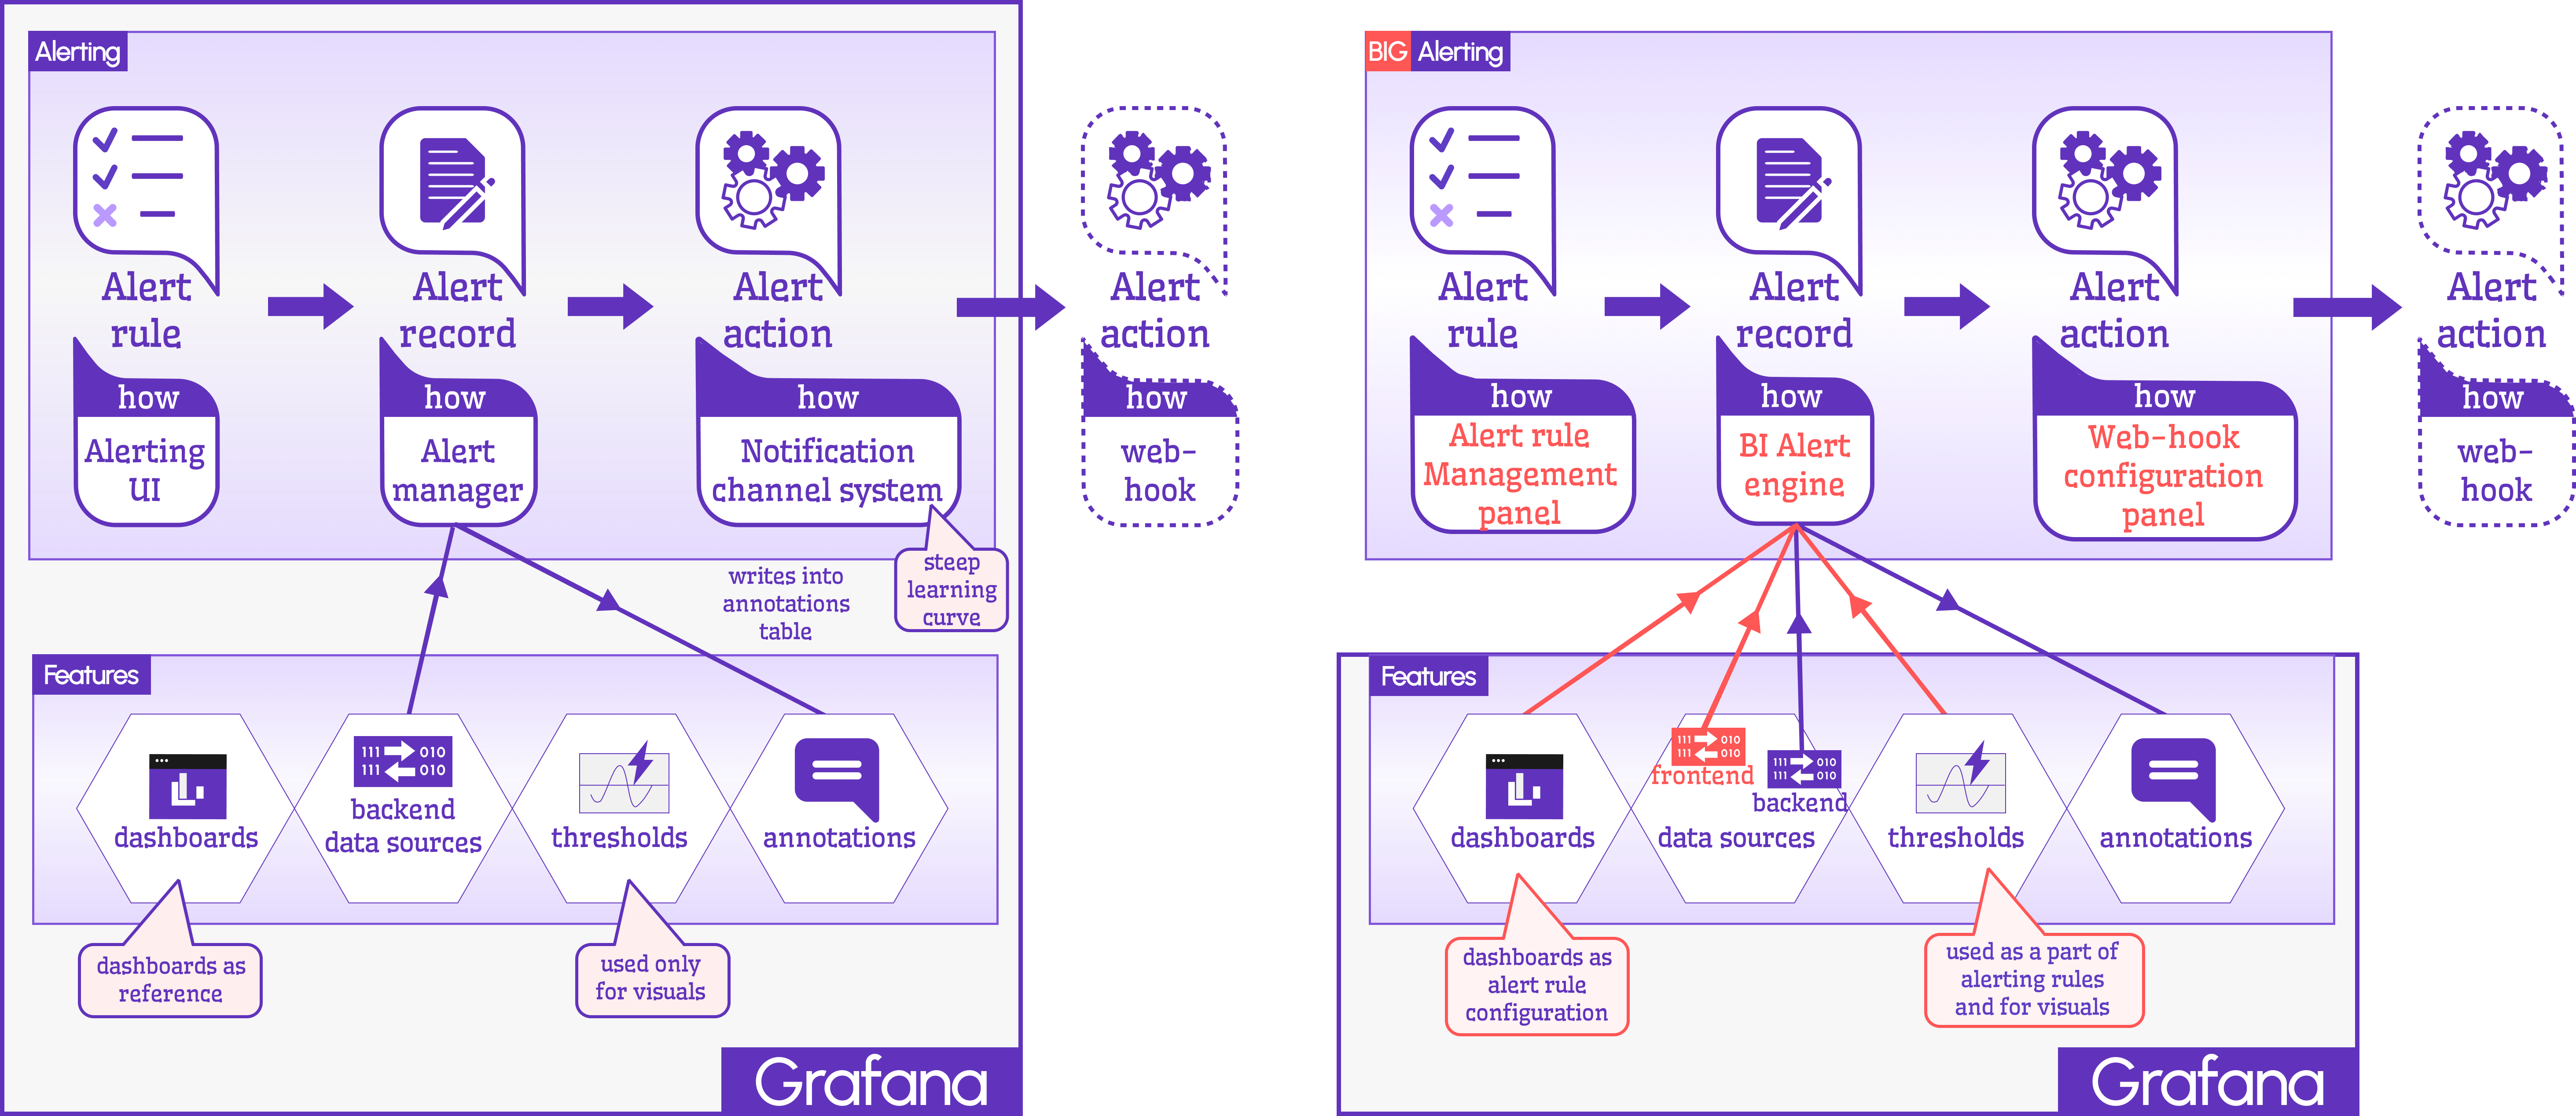 Alerting
Alert
rule
Alert
record
Alert
action
Alert
action
how
Alerting
UI
how
Alert
manager
how
Notification
channel system
how
web-
hook
steep
learning
curve
writes into
annotations
table
Features
111 010
111 010
dashboards
backend
data sources
thresholds
annotations
dashboards as
reference
used only
for visuals
Grafana
BIG Alerting
Alert
rule
Alert
record
Alert
action
Alert
action
how
Alert rule
Management
panel
how
BI Alert
engine
how
Web-hook
configuration
panel
how
web-
hook
Features
111 010
111 010
frontend
111 010
111 010
backend
dashboards
data sources
thresholds
annotations
dashboards as
alert rule
configuration
used as a part of
alerting rules
and for visuals
Grafana